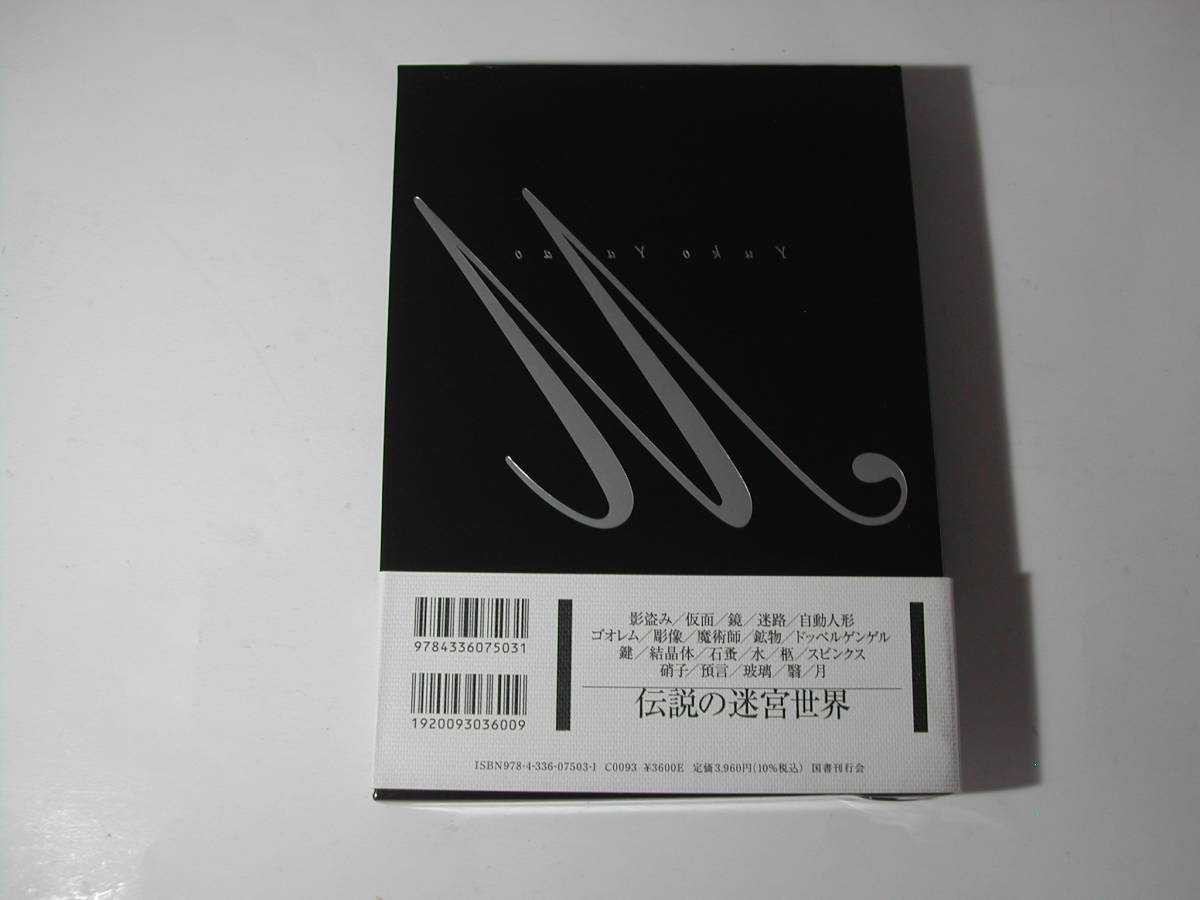 Yuko Ya ao
M
9784336075031
1920093036009
影盗み/仮面/鏡/迷路/自動人形
ゴオレム/彫像/魔術師/鉱物/ドッペルゲンゲル
鍵/結晶体/石蚤/水/柩/スピンクス
硝子/預言/玻璃/翳/月
伝説の迷宮世界
ISBN978-4-336-07503-1 C0093 ¥3600E 定価3,960円(10%税込) 国書刊行会